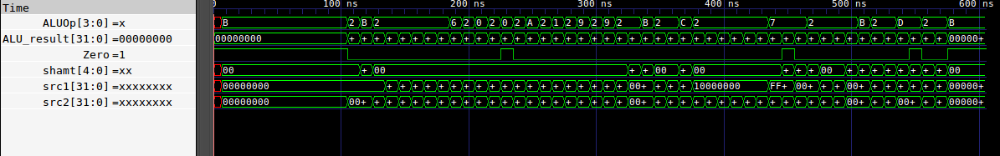 Time 0 100 ns 200 ns 300 ns 400 ns 500 ns 600 ns
ALUOp[3:0] =x B 2 B 2 6 2 0 2 0 2 A 2 1 2 9 2 9 2 B 2 C 2 7 2 B 2 D 2 B
ALU_result[31:0] =00000000 00000000 + + + + + + + + + + + + + + + + + + + + + + + + + + + + + + + + + + + + + + + + + + + + + + + 00000+
Zero =1
shamt[4:0] =xx 00 + 00 + + 00 + 00 + + + 00 + + + + + + + + 00
src1[31:0] =xxxxxxxx 00000000 + + + + + + + + + + + + + + + + + + + 00+ + + + 10000000 FF+ 00+ + + 00+ + + + + + + + 00000+
src2[31:0] =xxxxxxxx 00000000 00+ + + + + + + + + + + + + + + + + + + + + 00+ + + + + + + + + + + + + + + + 00+ + + 00+ + + + 00000+